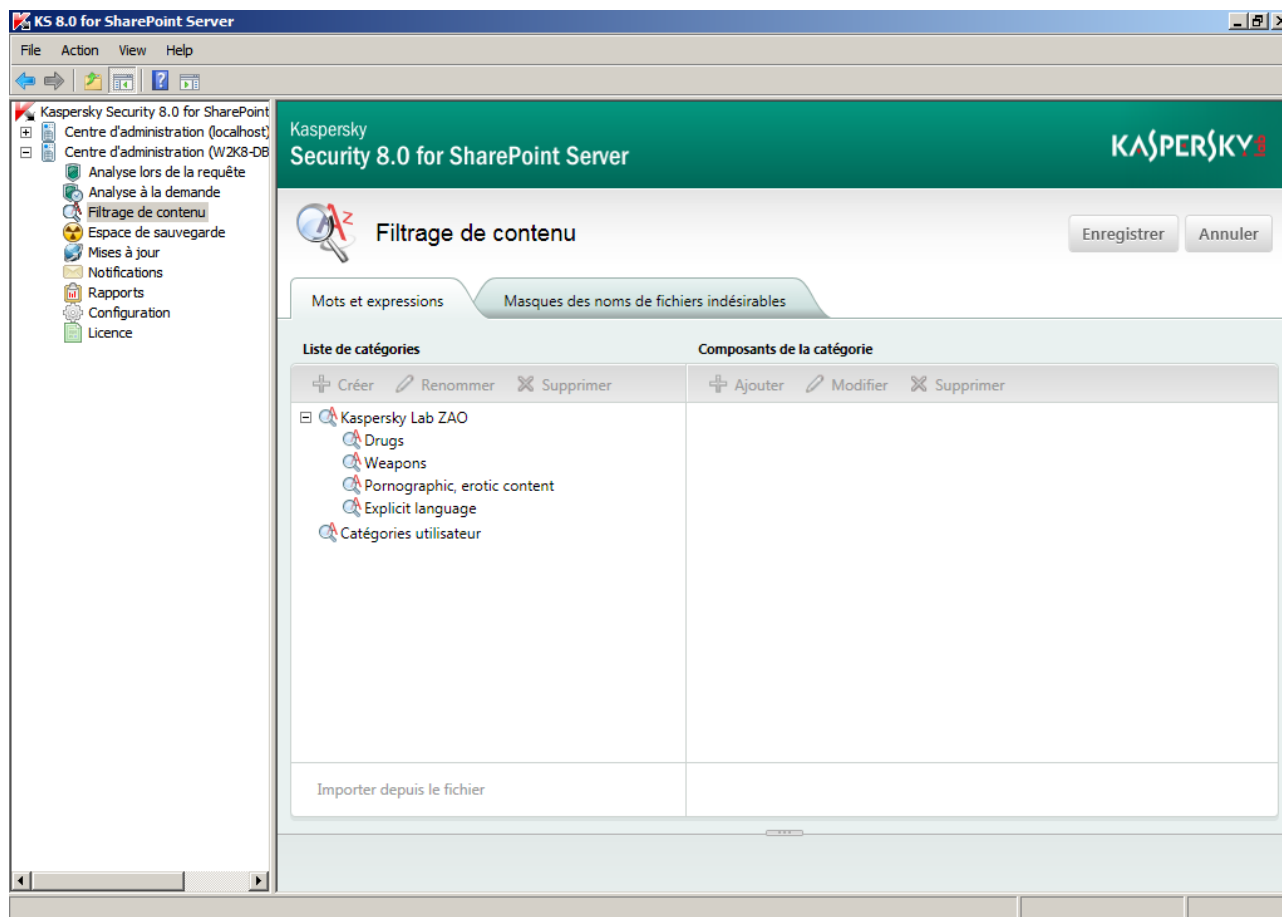 KS 8.0 for SharePoint Server
File Action View Help
Kaspersky Security 8.0 for SharePoint
Centre d'administration (localhost)
Centre d'administration (W2K8-DB
Analyse lors de la requête
Analyse à la demande
Filtrage de contenu
Espace de sauvegarde
Mises à jour
Notifications
Rapports
Configuration
Licence
Kaspersky
Security 8.0 for SharePoint Server
KASPERSKY
Filtrage de contenu
Enregistrer Annuler
Mots et expressions Masques des noms de fichiers indésirables
Liste de catégories Composants de la catégorie
Créer Renommer Supprimer Ajouter Modifier Supprimer
Kaspersky Lab ZAO
Drugs
Weapons
Pornographic, erotic content
Explicit language
Catégories utilisateur
Importer depuis le fichier